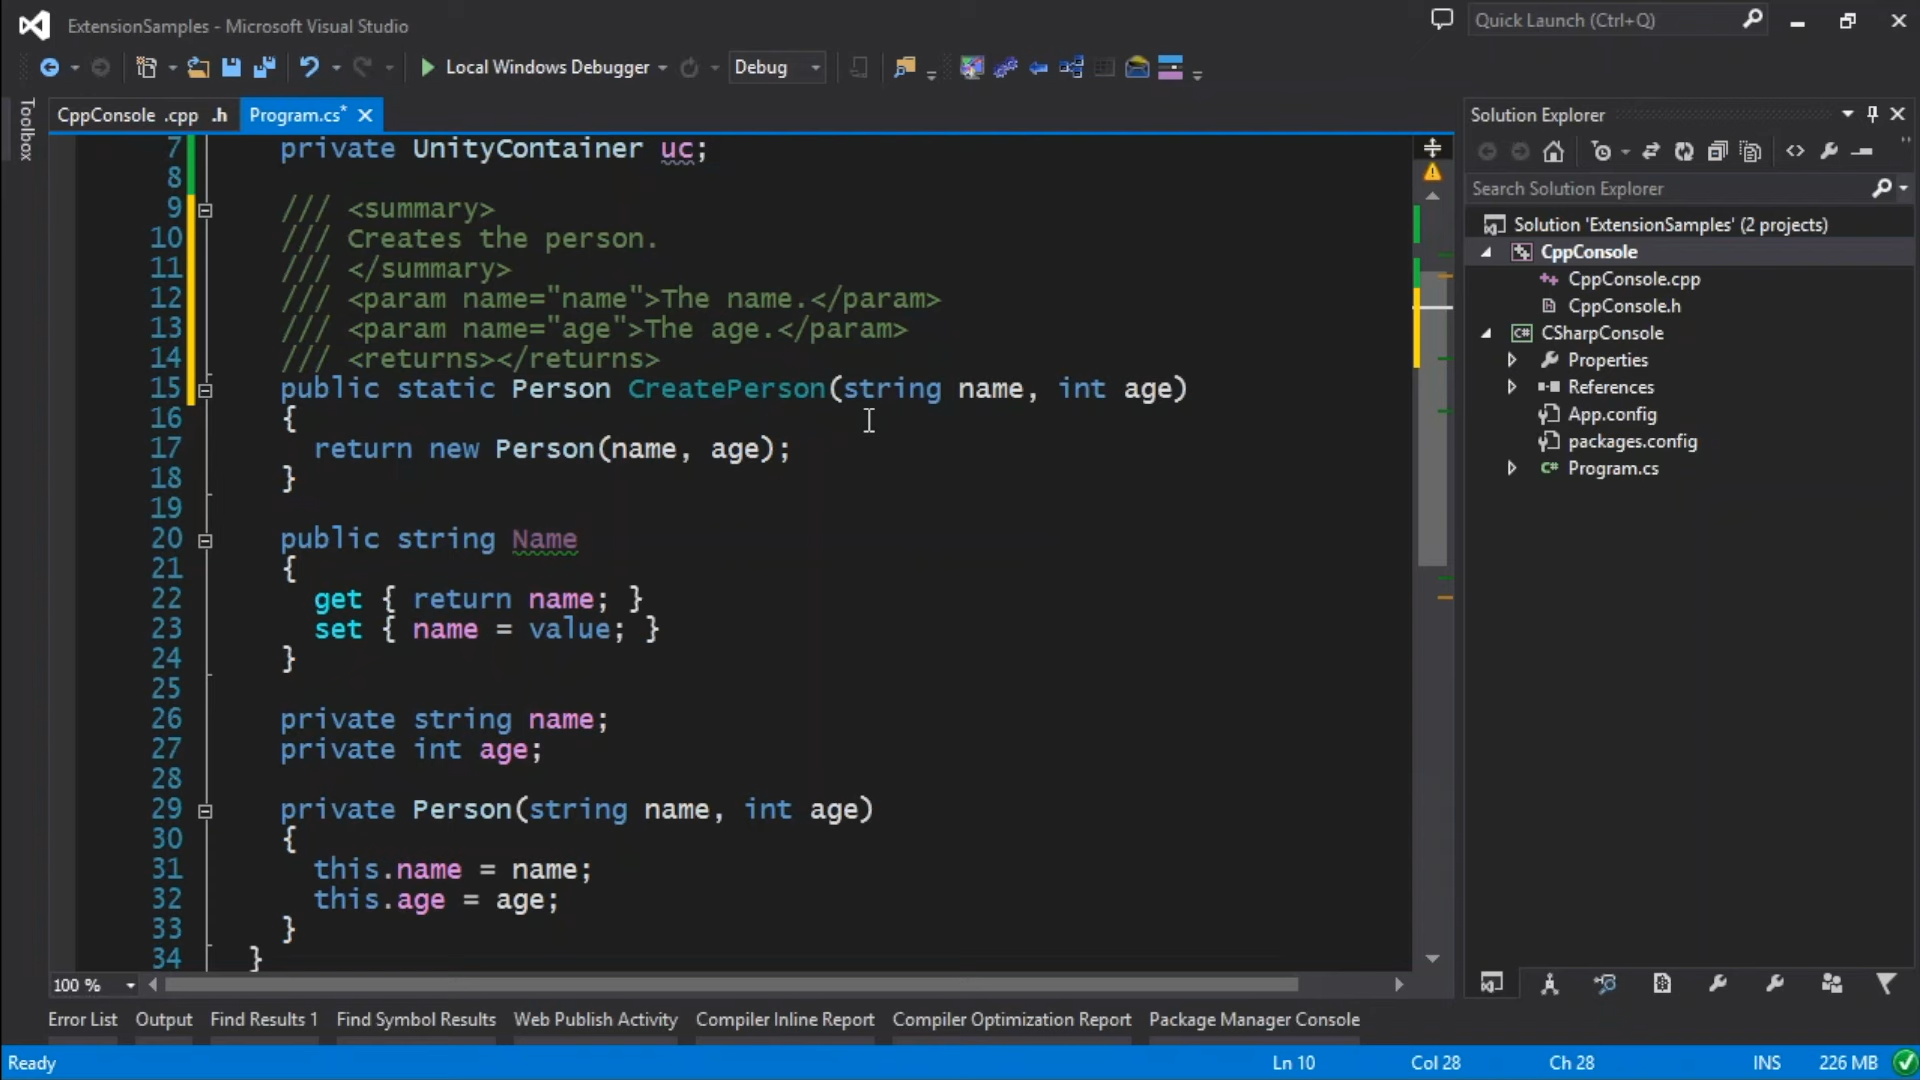 ExtensionSamples - Microsoft Visual Studio
Quick Launch (Ctrl+Q)
Local Windows Debugger
Debug
Toolbox
CppConsole .cpp .h
Program.cs*
7 private UnityContainer uc;
8
9 /// <summary>
10 /// Creates the person.
11 /// </summary>
12 /// <param name="name">The name.</param>
13 /// <param name="age">The age.</param>
14 /// <returns></returns>
15 public static Person CreatePerson(string name, int age)
16 {
17 return new Person(name, age);
18 }
19
20 public string Name
21 {
22 get { return name; }
23 set { name = value; }
24 }
25
26 private string name;
27 private int age;
28
29 private Person(string name, int age)
30 {
31 this.name = name;
32 this.age = age;
33 }
34 }
100 %
Solution Explorer
Search Solution Explorer
Solution 'ExtensionSamples' (2 projects)
CppConsole
CppConsole.cpp
CppConsole.h
C# CSharpConsole
Properties
References
App.config
packages.config
C# Program.cs
Error List Output Find Results 1 Find Symbol Results Web Publish Activity Compiler Inline Report Compiler Optimization Report Package Manager Console
Ready Ln 10 Col 28 Ch 28 INS 226 MB